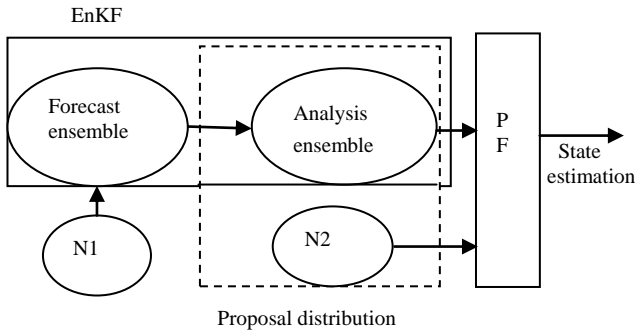 EnKF
Forecast
ensemble
Analysis
ensemble
P
F
State
estimation
N1
N2
Proposal distribution